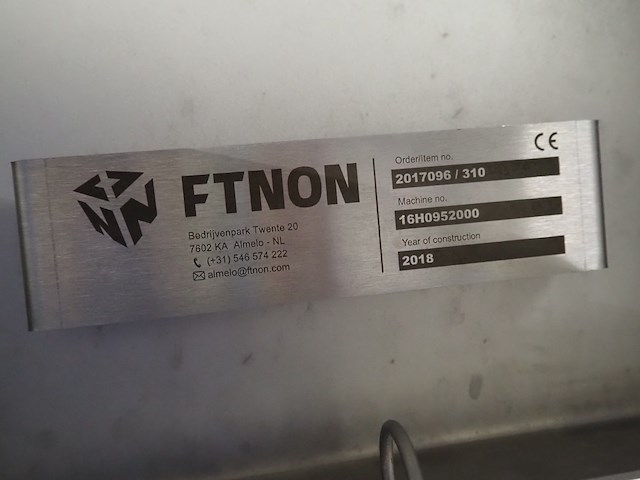 FTNON
Bedrijvenpark Twente 20
7602 KA Almelo - NL
(+31) 546 574 222
almelo@ftnon.com
CE
Order/Item no.
2017096 / 310
Machine no.
16H0952000
Year of construction
2018